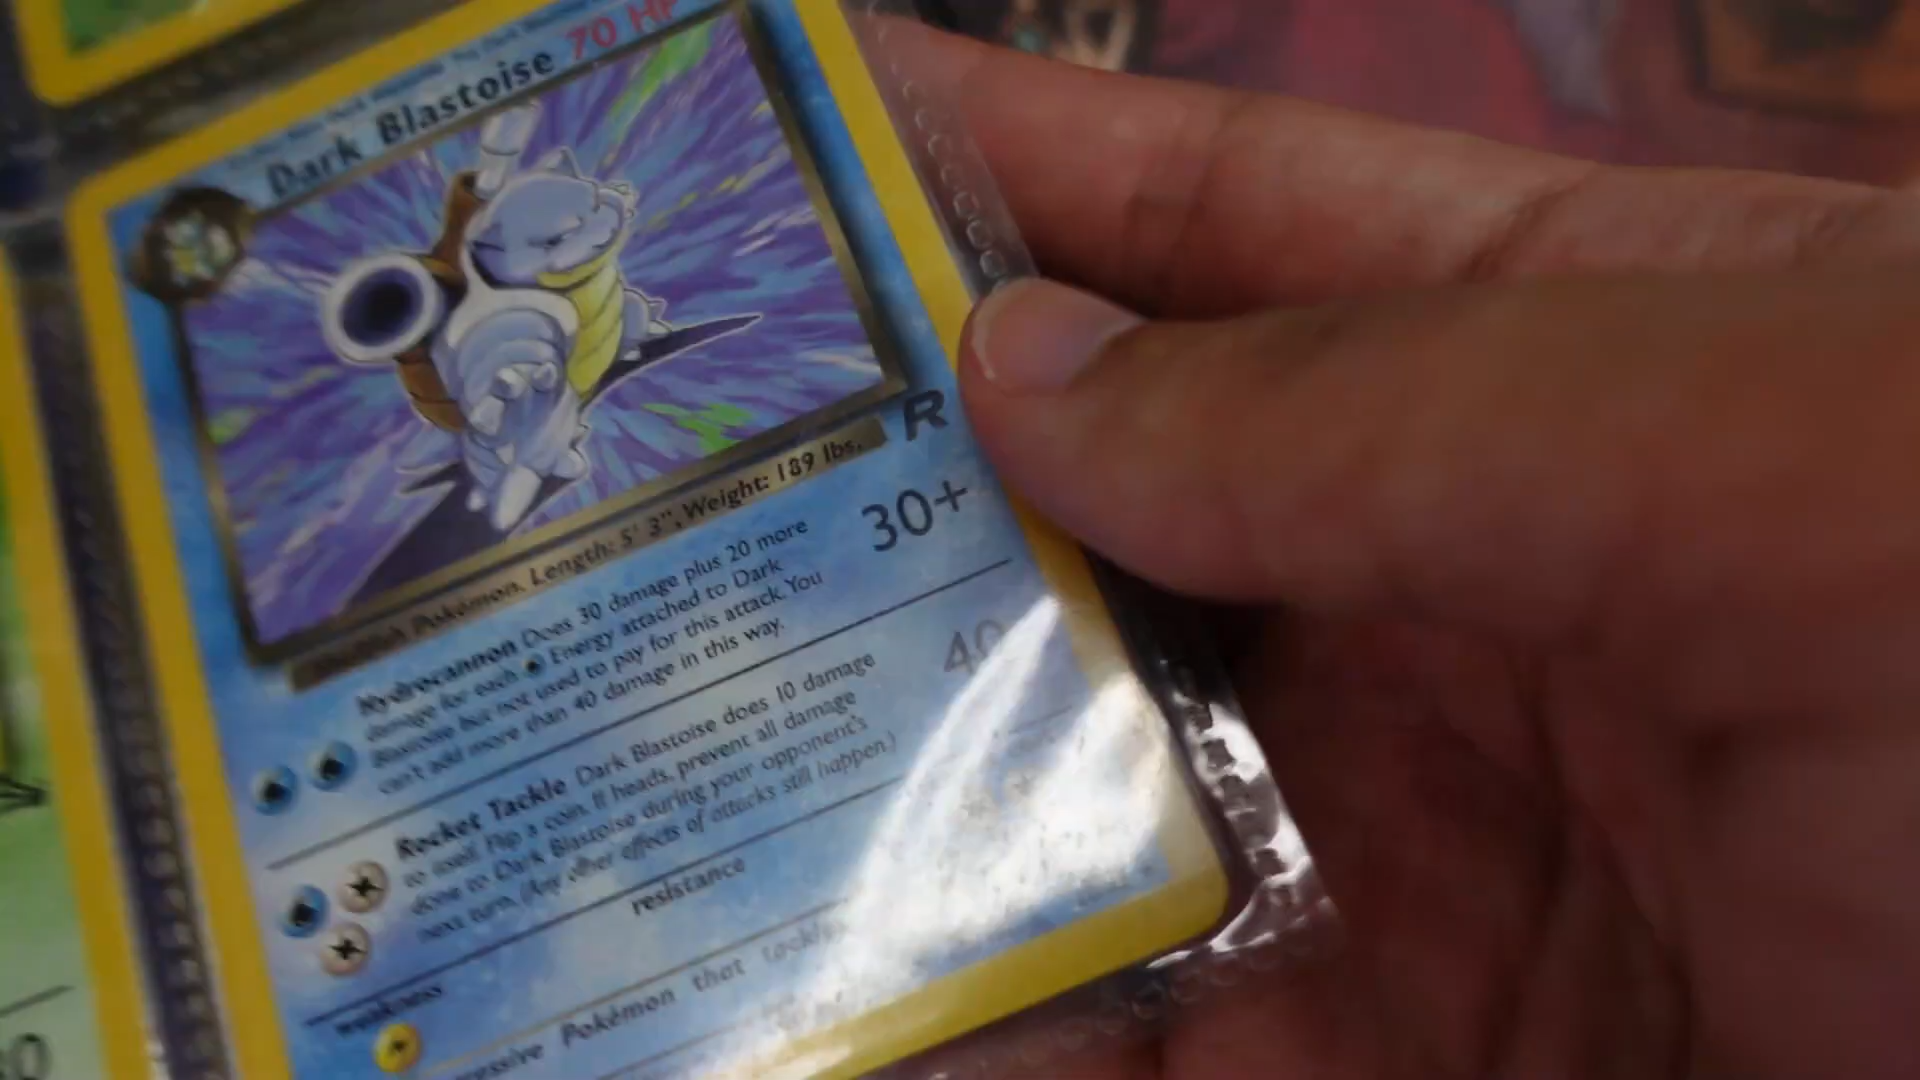 Dark Blastoise 70 HP
R
Pokémon. Length: 5' 3", Weight: 189 lbs.
Hydrocannon Does 30 damage plus 20 more
damage for each Energy attached to Dark
Blastoise but not used to pay for this attack. You
can't add more than 40 damage in this way.
30+
Rocket Tackle Dark Blastoise does 10 damage
to itself. Flip a coin. If heads, prevent all damage
done to Dark Blastoise during your opponent's
next turn. (Any other effects of attacks still happen.)
40
weakness
resistance
Pokémon that